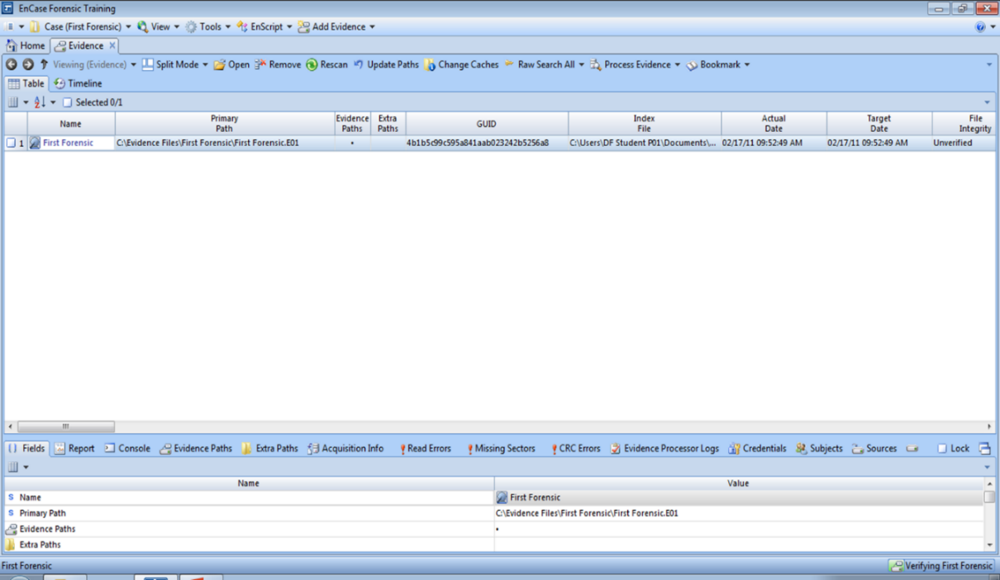 EnCase Forensic Training
Case (First Forensic) View Tools EnScript Add Evidence
Home Evidence
Viewing (Evidence) Split Mode Open Remove Rescan Update Paths Change Caches Raw Search All Process Evidence Bookmark
Table Timeline
Selected 0/1
Name Primary Path Evidence Paths Extra Paths GUID Index File Actual Date Target Date File Integrity
1 First Forensic C:\Evidence Files\First Forensic\First Forensic.E01 • 4b1b5c99c595a841aab023242b5256a8 C:\Users\DF Student P01\Documents\... 02/17/11 09:52:49 AM 02/17/11 09:52:49 AM Unverified
Fields Report Console Evidence Paths Extra Paths Acquisition Info Read Errors Missing Sectors CRC Errors Evidence Processor Logs Credentials Subjects Sources Lock
Name Value
Name First Forensic
Primary Path C:\Evidence Files\First Forensic\First Forensic.E01
Evidence Paths •
Extra Paths
First Forensic Verifying First Forensic